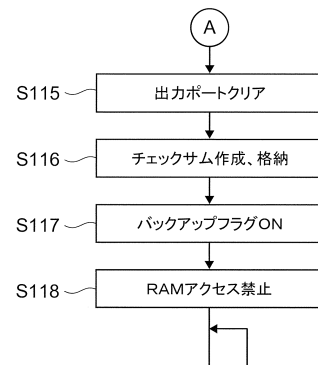 A
S115 出力ポートクリア
S116 チェックサム作成、格納
S117 バックアップフラグON
S118 RAMアクセス禁止